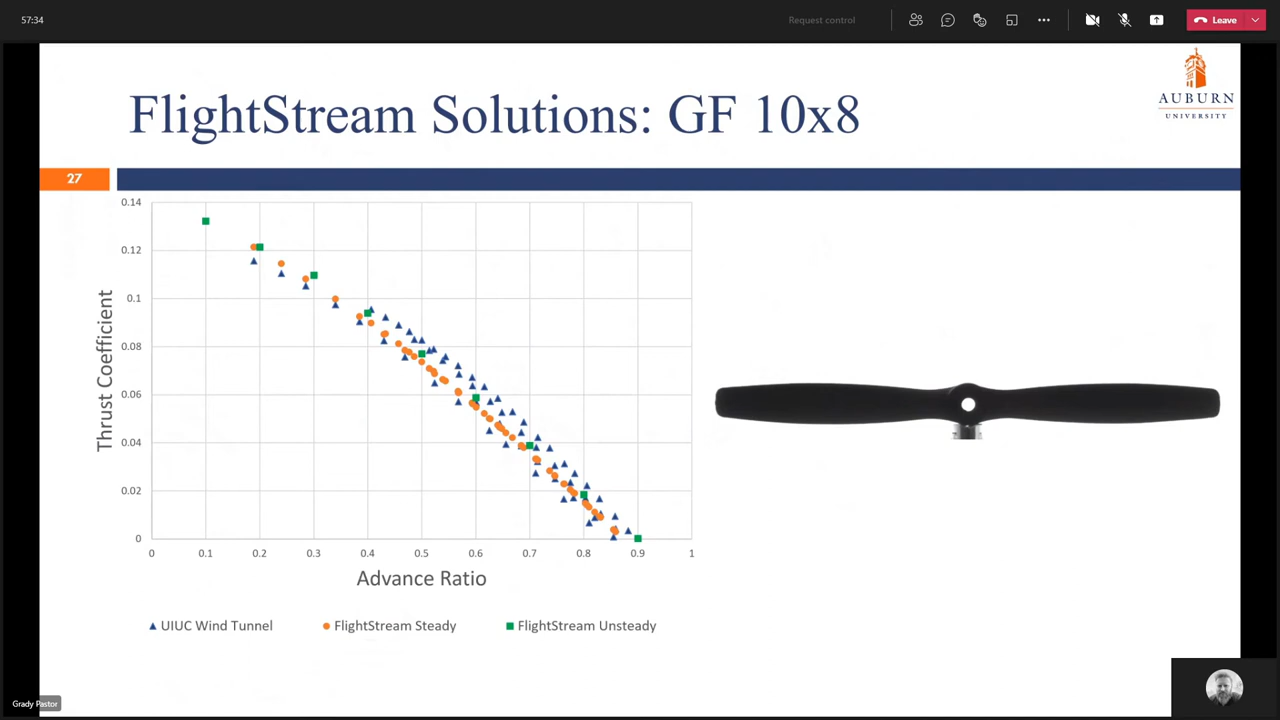 57:34
Request control
Leave
FlightStream Solutions: GF 10x8
AUBURN
UNIVERSITY
27
0.14
0.12
0.1
0.08
0.06
0.04
0.02
0
Thrust Coefficient
0 0.1 0.2 0.3 0.4 0.5 0.6 0.7 0.8 0.9 1
Advance Ratio
UIUC Wind Tunnel FlightStream Steady FlightStream Unsteady
Grady Pastor